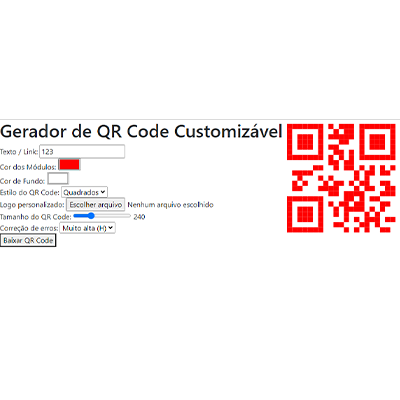 Gerador de QR Code Customizável
Texto / Link: 123
Cor dos Módulos:
Cor de Fundo:
Estilo do QR Code: Quadrados
Logo personalizado: Escolher arquivo Nenhum arquivo escolhido
Tamanho do QR Code: 240
Correção de erros: Muito alta (H)
Baixar QR Code